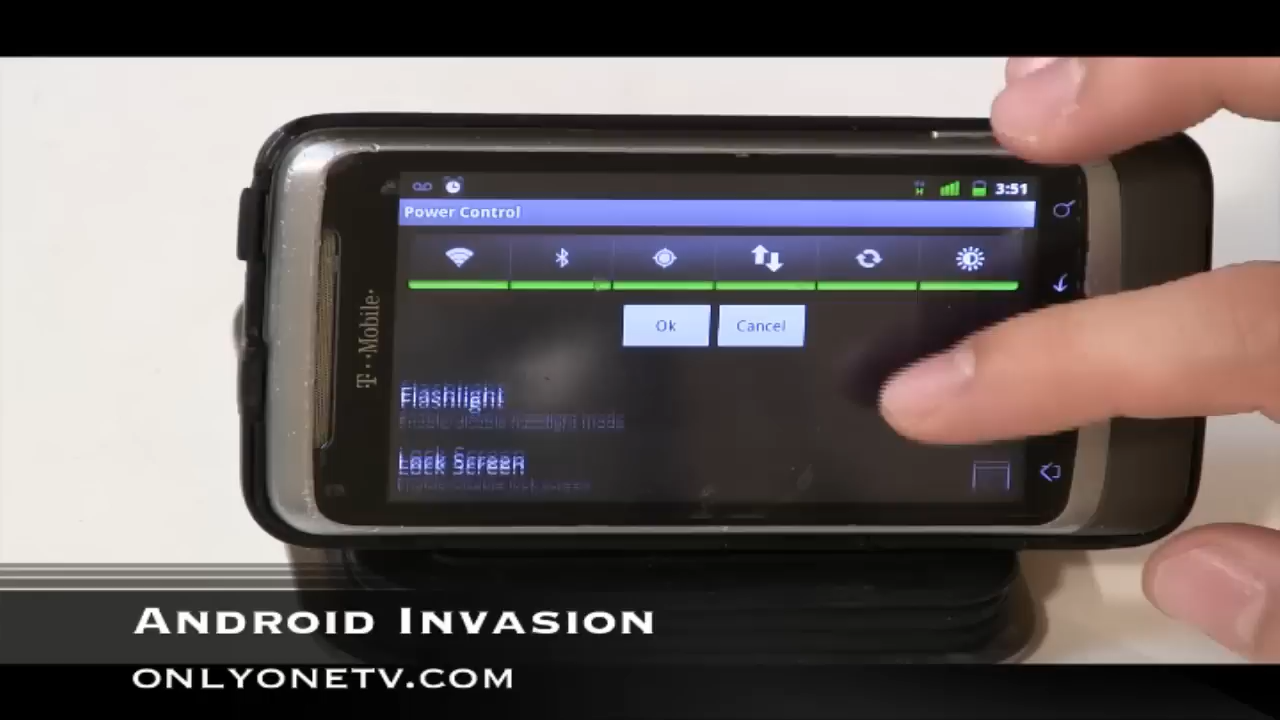 3:51
Power Control
Ok
Cancel
T··Mobile·
Flashlight
Lock Screen
ANDROID INVASION
ONLYONETV.COM